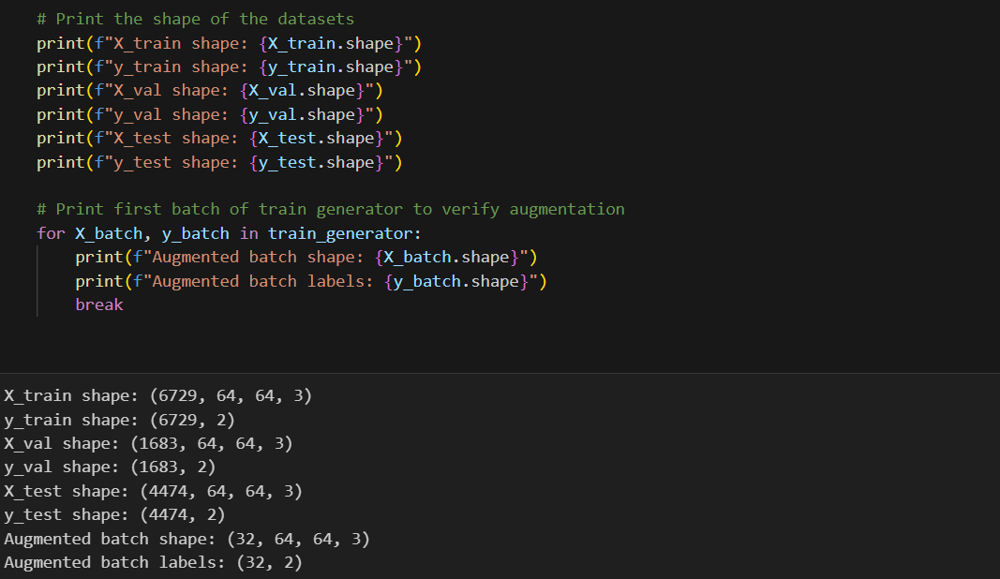 # Print the shape of the datasets
print(f"X_train shape: {X_train.shape}")
print(f"y_train shape: {y_train.shape}")
print(f"X_val shape: {X_val.shape}")
print(f"y_val shape: {y_val.shape}")
print(f"X_test shape: {X_test.shape}")
print(f"y_test shape: {y_test.shape}")
# Print first batch of train generator to verify augmentation
for X_batch, y_batch in train_generator:
    print(f"Augmented batch shape: {X_batch.shape}")
    print(f"Augmented batch labels: {y_batch.shape}")
    break
X_train shape: (6729, 64, 64, 3)
y_train shape: (6729, 2)
X_val shape: (1683, 64, 64, 3)
y_val shape: (1683, 2)
X_test shape: (4474, 64, 64, 3)
y_test shape: (4474, 2)
Augmented batch shape: (32, 64, 64, 3)
Augmented batch labels: (32, 2)